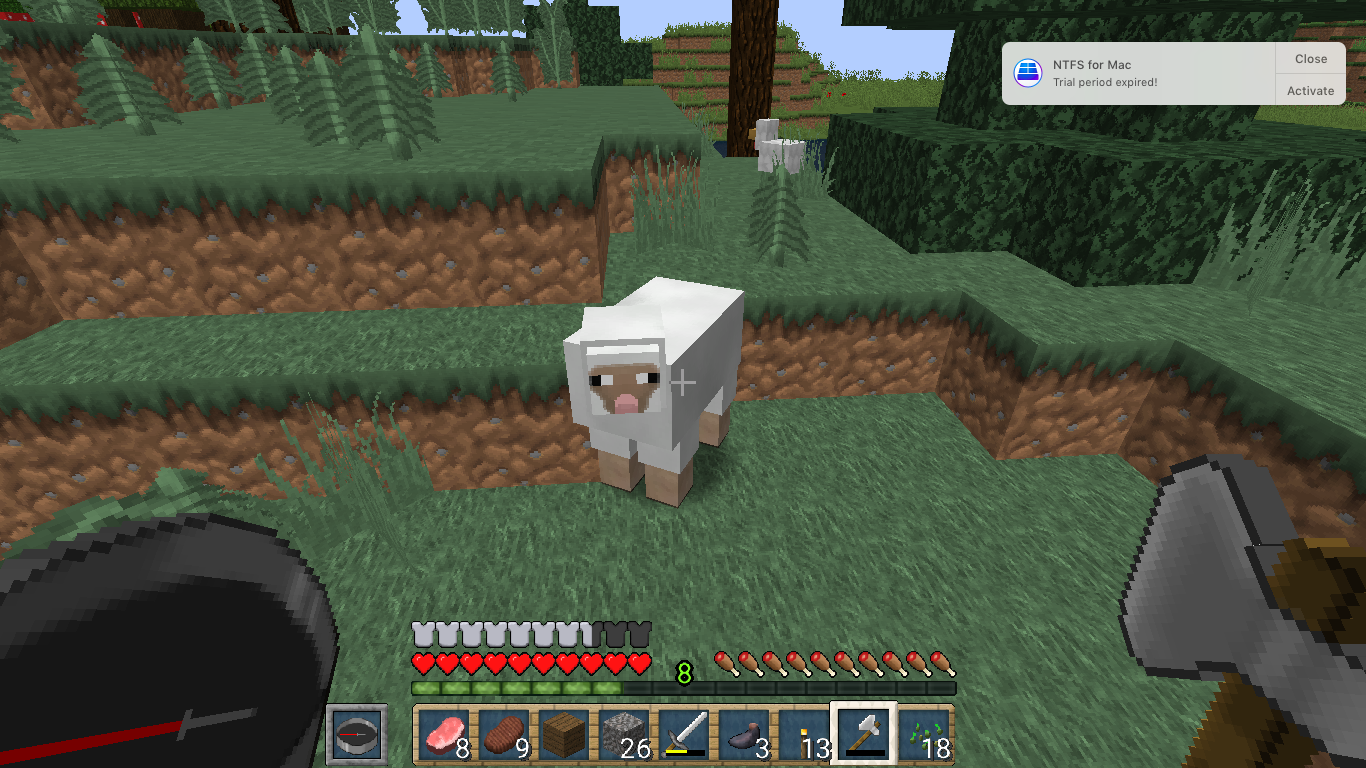 NTFS for Mac
Trial period expired!
Close
Activate
8
8
9
26
3
13
18